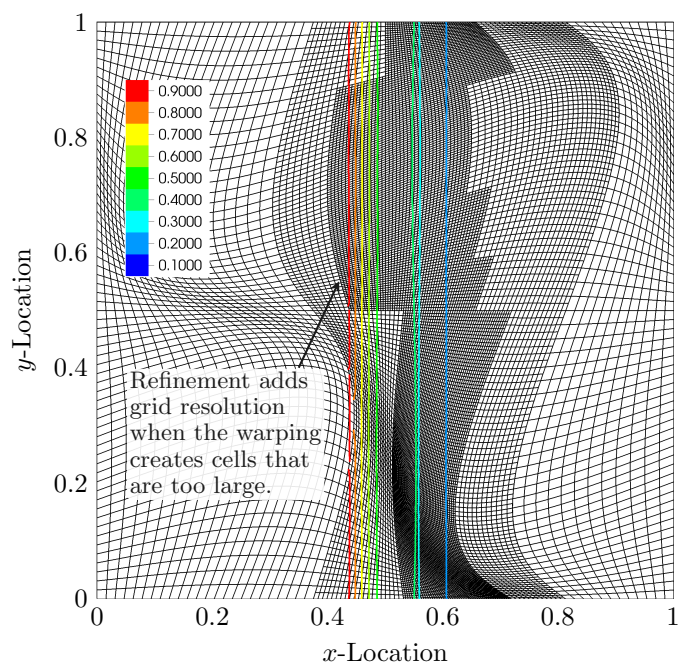 1
0.8
0.6
0.4
0.2
0
y-Location
0.9000
0.8000
0.7000
0.6000
0.5000
0.4000
0.3000
0.2000
0.1000
Refinement adds
grid resolution
when the warping
creates cells that
are too large.
0 0.2 0.4 0.6 0.8 1
x-Location